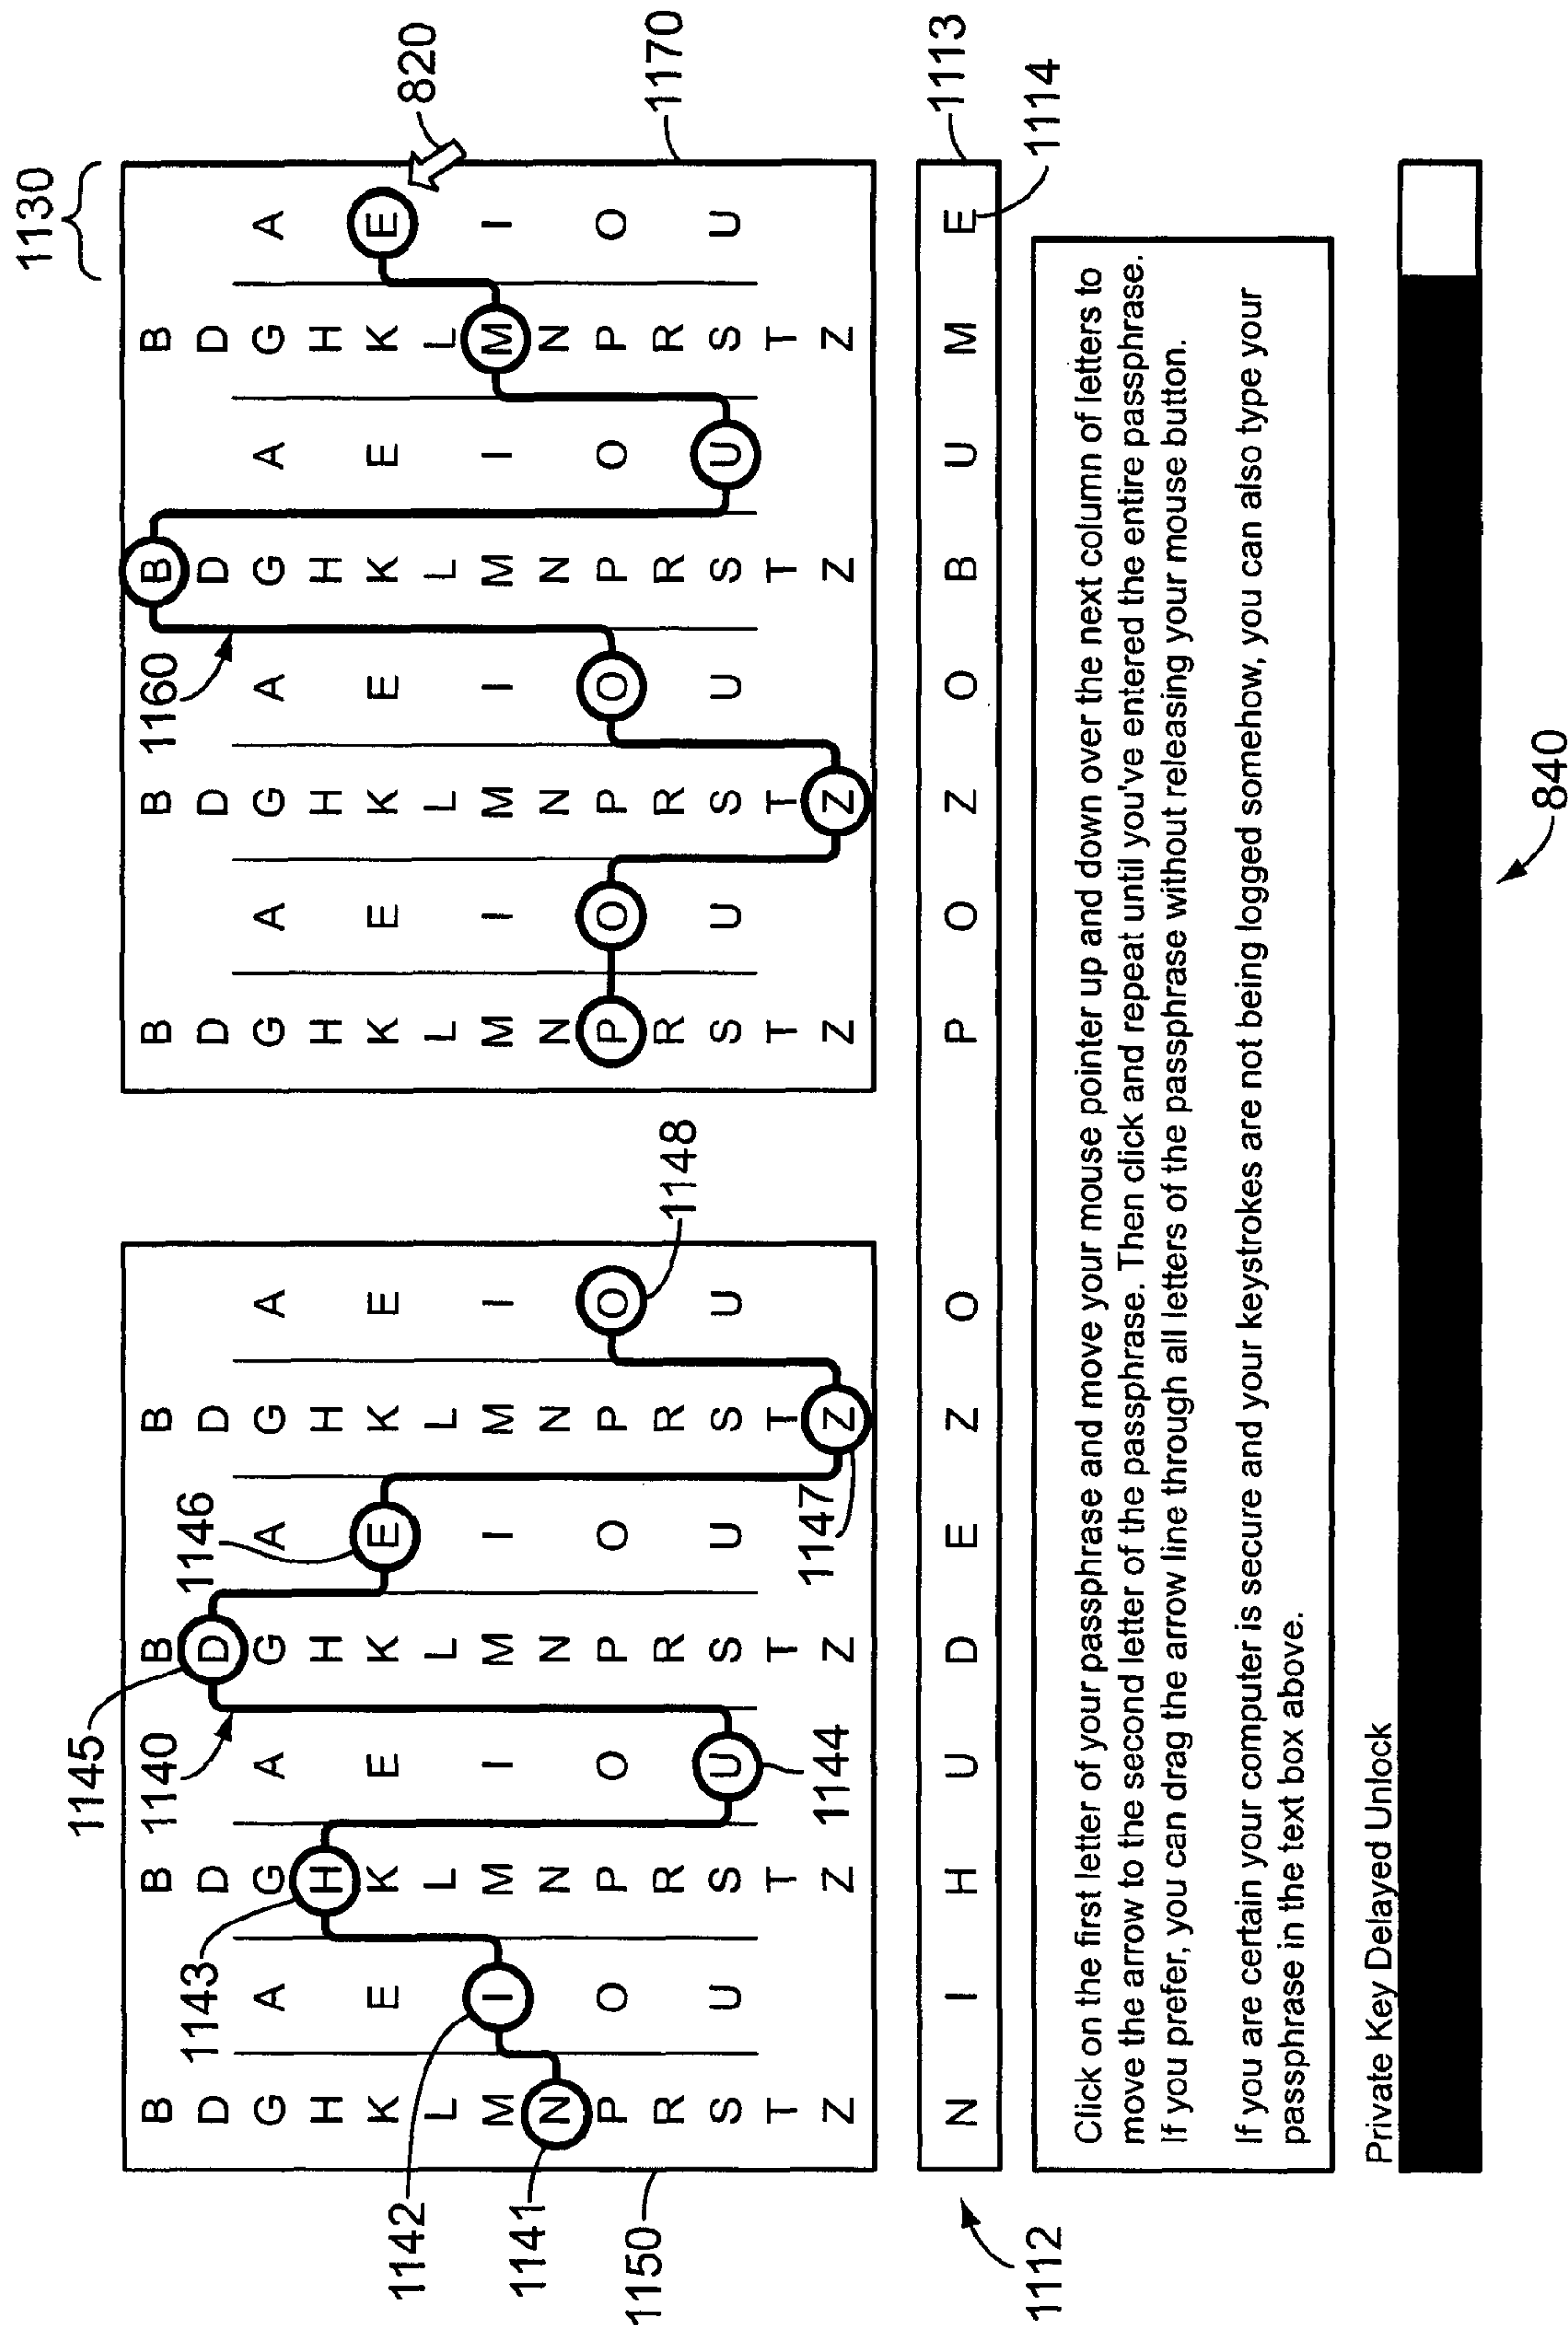 1130
1145
B B 1140 B B B B 1160 B B
D 1143 D D 1146 D D D D D
G A G A G A G A G A G A G A G A
H H H H H H H H
K E K E K E K E K E K E K E K E
1142 820
L L L L L L L L
M I M I M I M I M I M I M I M I
1141 N N N N N N N N
P O P O P O P O P O P O P O P O
1150 R R R R 1148 R R R R 1170
S U S U S U S U S U S U S U S U
T T T T T T T T
Z 1144 1147
Z Z Z Z Z Z Z
N I H U D E Z O P O Z O B U M E 1113
1112 1114
Click on the first letter of your passphrase and move your mouse pointer up and down over the next column of letters to
move the arrow to the second letter of the passphrase. Then click and repeat until you've entered the entire passphrase.
If you prefer, you can drag the arrow line through all letters of the passphrase without releasing your mouse button.
If you are certain your computer is secure and your keystrokes are not being logged somehow, you can also type your
passphrase in the text box above.
Private Key Delayed Unlock
840